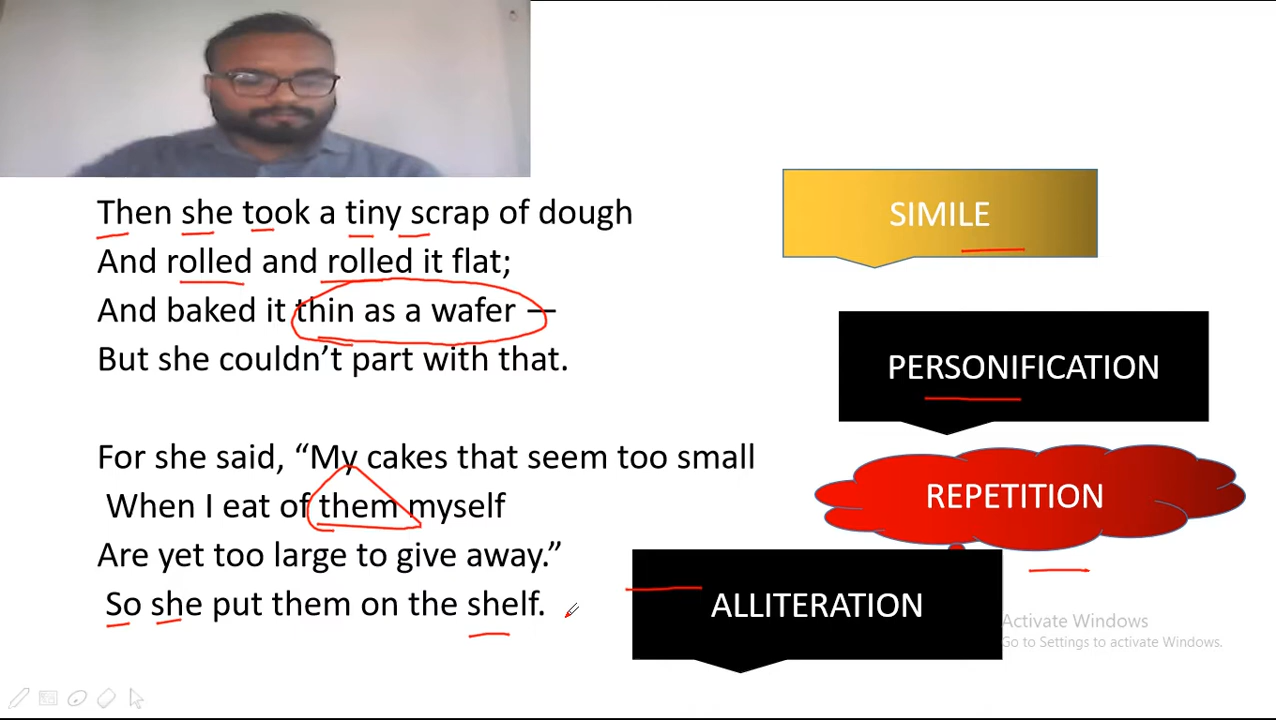 Then she took a tiny scrap of dough
And rolled and rolled it flat;
And baked it thin as a wafer —
But she couldn’t part with that.
For she said, “My cakes that seem too small
When I eat of them myself
Are yet too large to give away.”
So she put them on the shelf.
SIMILE
PERSONIFICATION
REPETITION
ALLITERATION
Activate Windows
Go to Settings to activate Windows.